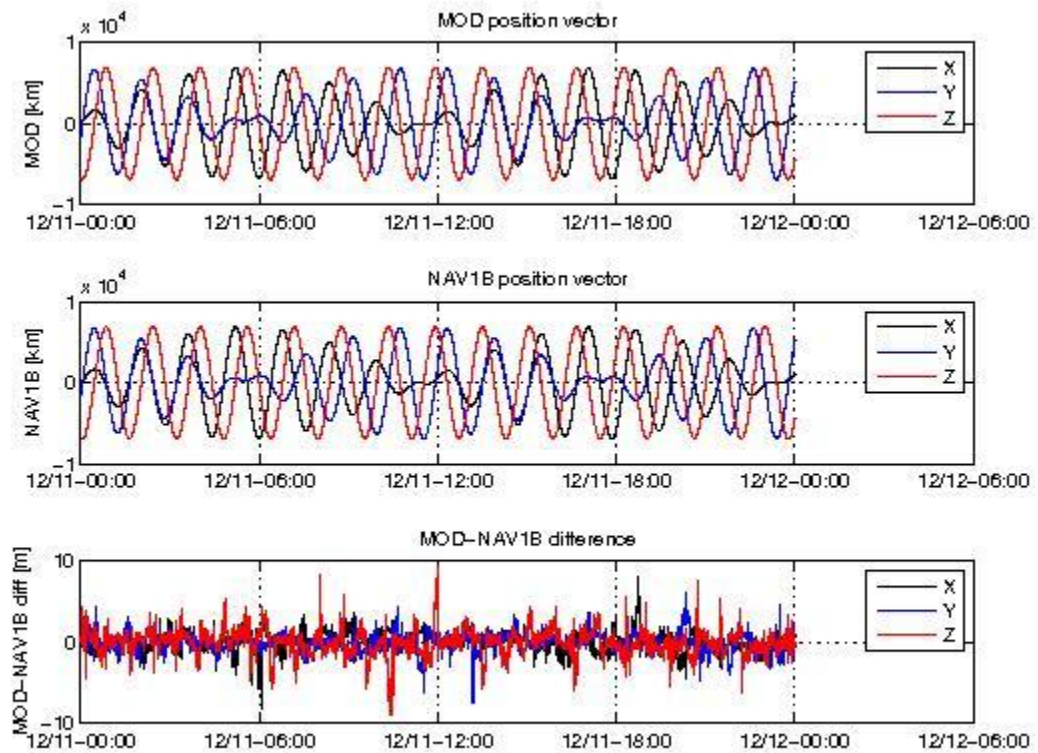 MOD position vector
x 10^4
1
0
−1
MOD [km]
X
Y
Z
12/11−00:00 12/11−06:00 12/11−12:00 12/11−18:00 12/12−00:00 12/12−06:00
NAV1B position vector
x 10^4
1
0
−1
NAV1B [km]
X
Y
Z
12/11−00:00 12/11−06:00 12/11−12:00 12/11−18:00 12/12−00:00 12/12−06:00
MOD−NAV1B difference
10
0
−10
MOD−NAV1B diff [m]
X
Y
Z
12/11−00:00 12/11−06:00 12/11−12:00 12/11−18:00 12/12−00:00 12/12−06:00